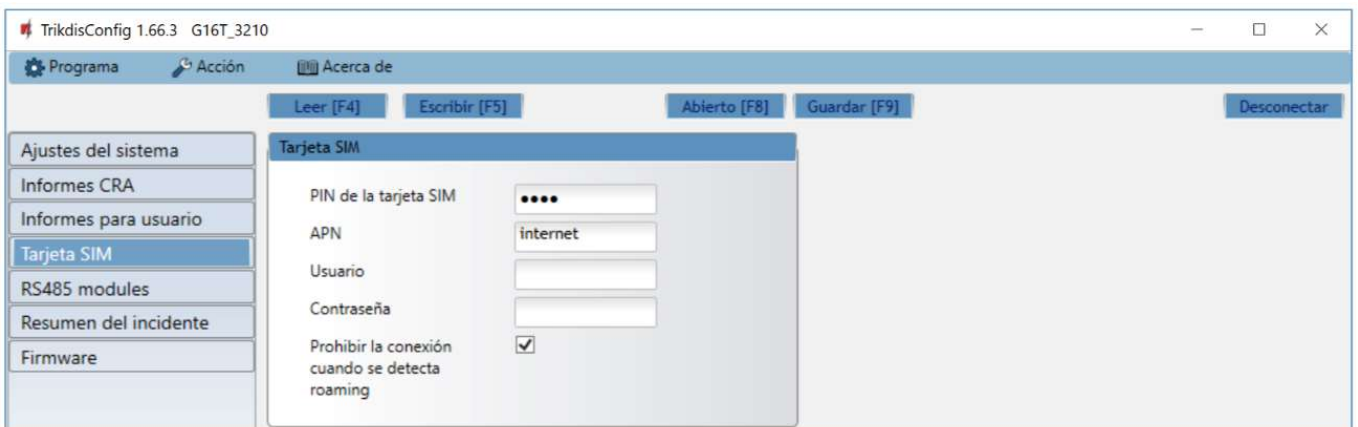 TrikdisConfig 1.66.3 G16T_3210
Programa Acción Acerca de
Leer [F4] Escribir [F5] Abierto [F8] Guardar [F9] Desconectar
Ajustes del sistema
Informes CRA
Informes para usuario
Tarjeta SIM
RS485 modules
Resumen del incidente
Firmware
Tarjeta SIM
PIN de la tarjeta SIM ••••
APN internet
Usuario
Contraseña
Prohibir la conexión
cuando se detecta
roaming